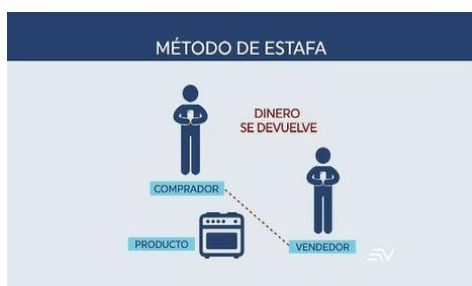 MÉTODO DE ESTAFA
DINERO
SE DEVUELVE
COMPRADOR
PRODUCTO
VENDEDOR